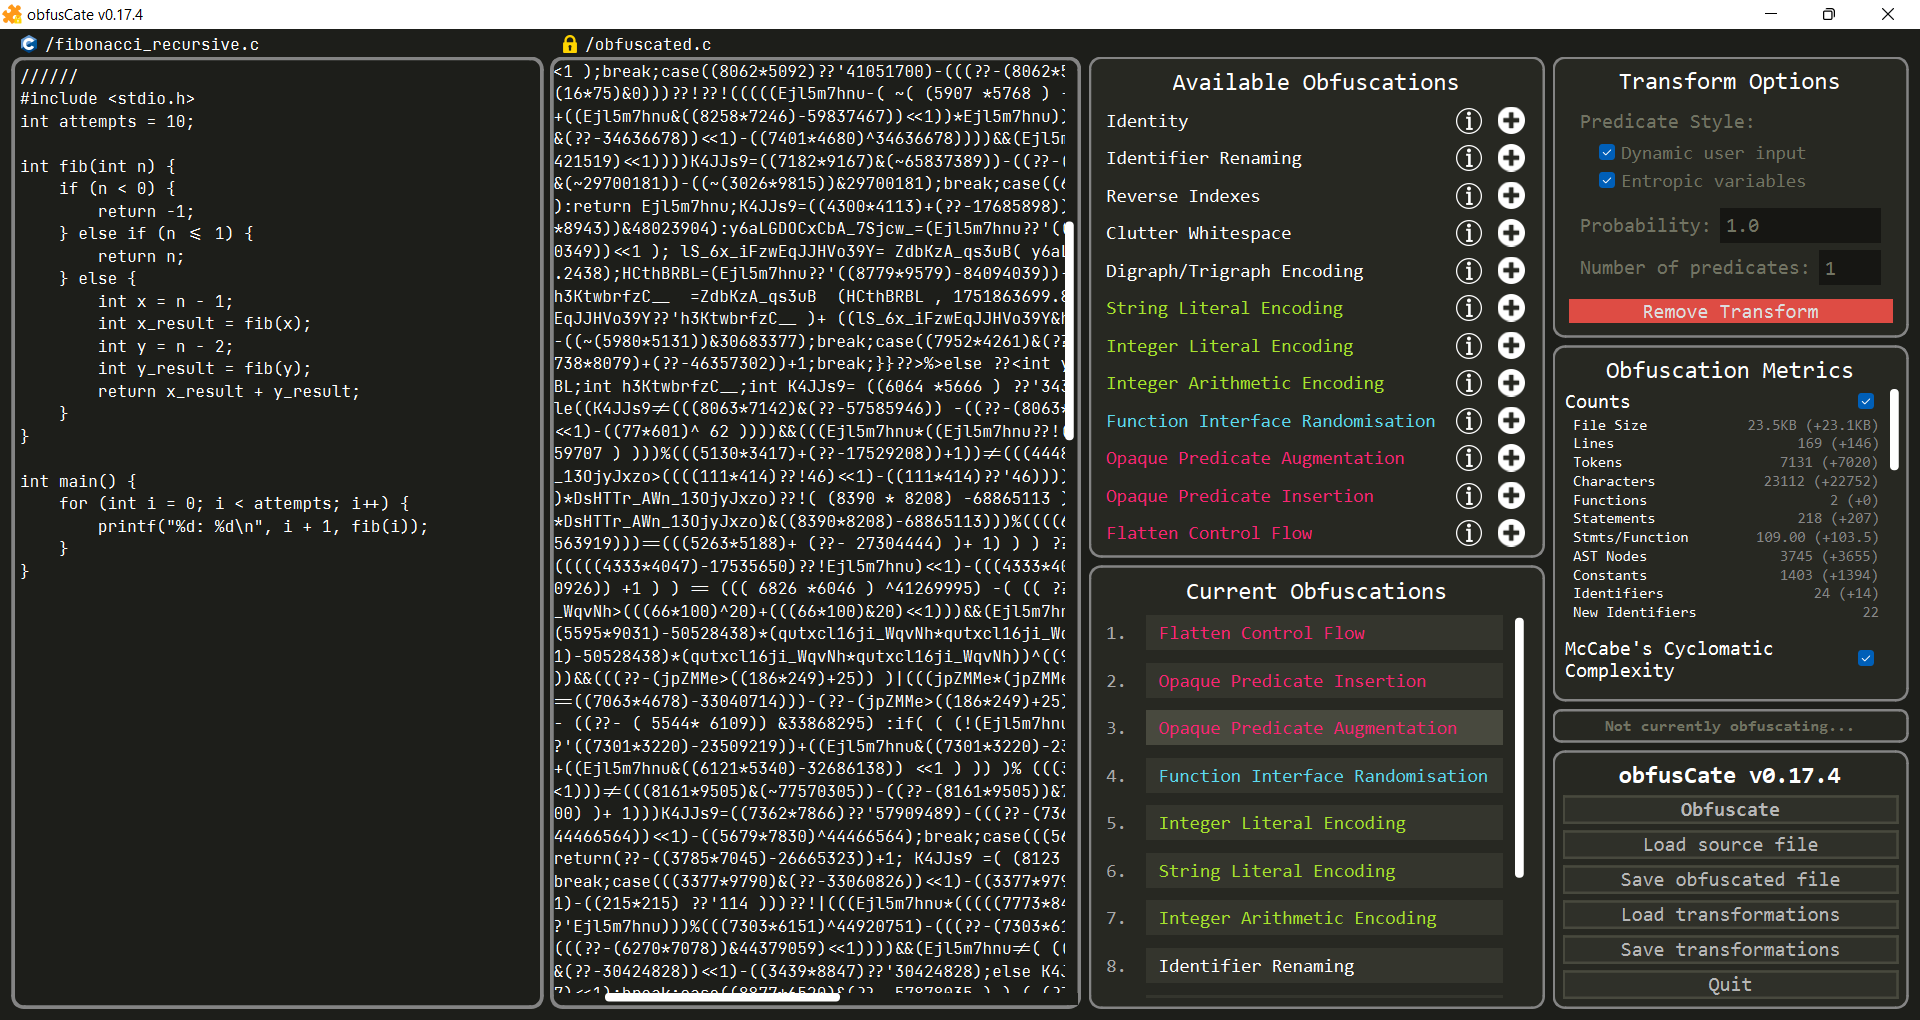 obfusCate v0.17.4
/fibonacci_recursive.c
//////
#include <stdio.h>
int attempts = 10;
int fib(int n) {
if (n < 0) {
return -1;
} else if (n <= 1) {
return n;
} else {
int x = n - 1;
int x_result = fib(x);
int y = n - 2;
int y_result = fib(y);
return x_result + y_result;
}
}
int main() {
for (int i = 0; i < attempts; i++) {
printf("%d: %d\n", i + 1, fib(i));
}
}
/obfuscated.c
<1 );break;case((8062*5092)??'41051700)-(((??-(8062*5
(16*75)&0)))??!??!(((((Ejl5m7hnu-( ~( (5907 *5768 ) -
+((Ejl5m7hnu&((8258*7246)-59837467))<<1))*Ejl5m7hnu))
&(??-34636678))<<1)-((7401*4680)^34636678))))&&(Ejl5m
421519)<<1))))K4JJs9=((7182*9167)&(~65837389))-((??-(
&(~29700181))-((~(3026*9815))&29700181);break;case((6
):return Ejl5m7hnu;K4JJs9=((4300*4113)+(??-17685898))
*8943))&48023904):y6aLGDOCxCbA_7Sjcw_=(Ejl5m7hnu??'((
0349))<<1 ); lS_6x_iFzwEqJJHVo39Y= ZdbKzA_qs3uB( y6aL
.2438);HCthBRBL=(Ejl5m7hnu??'((8779*9579)-84094039))-
h3KtwbrfzC__  =ZdbKzA_qs3uB  (HCthBRBL , 1751863699.8
EqJJHVo39Y??'h3KtwbrfzC__ )+ ((lS_6x_iFzwEqJJHVo39Y&h
-((~(5980*5131))&30683377);break;case((7952*4261)&(??
738*8079)+(??-46357302))+1;break;}}??>%>else ??<int y
BL;int h3KtwbrfzC__;int K4JJs9= ((6064 *5666 ) ??'343
le((K4JJs9!=(((8063*7142)&(??-57585946)) -((??-(8063*
<<1)-((77*601)^ 62 ))))&&(((Ejl5m7hnu*((Ejl5m7hnu??!(
59707 ) )))%(((5130*3417)+(??-17529208))+1))!=(((4448
_13OjyJxzo>((((111*414)??!46)<<1)-((111*414)??'46))))
)*DsHTTr_AWn_13OjyJxzo)??!( (8390 * 8208) -68865113 )
*DsHTTr_AWn_13OjyJxzo)&((8390*8208)-68865113)))%((((6
563919)))==(((5263*5188)+ (??- 27304444) )+ 1) ) ) ??
(((((4333*4047)-17535650)??!Ejl5m7hnu)<<1)-(((4333*40
0926)) +1 ) ) == ((( 6826 *6046 ) ^41269995) -( (( ??
_WqvNh>(((66*100)^20)+(((66*100)&20)<<1)))&&(Ejl5m7hn
(5595*9031)-50528438)*(qutxcl16ji_WqvNh*qutxcl16ji_Wq
1)-50528438)*(qutxcl16ji_WqvNh*qutxcl16ji_WqvNh))^((9
))&&(((??-(jpZMMe>((186*249)+25)) )|(((jpZMMe*(jpZMMe
==((7063*4678)-33040714)))-(??-(jpZMMe>((186*249)+25)
- ((??- ( 5544* 6109)) &33868295) :if( ( (!(Ejl5m7hnu
?'((7301*3220)-23509219))+((Ejl5m7hnu&((7301*3220)-23
+((Ejl5m7hnu&((6121*5340)-32686138)) <<1 ) )) )% (((3
<1)))!=(((8161*9505)&(~77570305))-((??-(8161*9505))&7
00) )+ 1)))K4JJs9=((7362*7866)??'57909489)-(((??-(736
44466564))<<1)-((5679*7830)^44466564);break;case(((56
return(??-((3785*7045)-26665323))+1; K4JJs9 =( (8123
break;case(((3377*9790)&(??-33060826))<<1)-((3377*979
1)-((215*215) ??'114 )))??!|(((Ejl5m7hnu*(((((7773*84
?'Ejl5m7hnu)))%(((7303*6151)^44920751)-(((??-(7303*61
(((??-(6270*7078))&44379059)<<1))))&&(Ejl5m7hnu!=( ((
&(??-30424828))<<1)-((3439*8847)??'30424828);else K4J
Available Obfuscations
Identity
Identifier Renaming
Reverse Indexes
Clutter Whitespace
Digraph/Trigraph Encoding
String Literal Encoding
Integer Literal Encoding
Integer Arithmetic Encoding
Function Interface Randomisation
Opaque Predicate Augmentation
Opaque Predicate Insertion
Flatten Control Flow
Current Obfuscations
1. Flatten Control Flow
2. Opaque Predicate Insertion
3. Opaque Predicate Augmentation
4. Function Interface Randomisation
5. Integer Literal Encoding
6. String Literal Encoding
7. Integer Arithmetic Encoding
8. Identifier Renaming
Transform Options
Predicate Style:
Dynamic user input
Entropic variables
Probability: 1.0
Number of predicates: 1
Remove Transform
Obfuscation Metrics
Counts
File Size 23.5KB (+23.1KB)
Lines 169 (+146)
Tokens 7131 (+7020)
Characters 23112 (+22752)
Functions 2 (+0)
Statements 218 (+207)
Stmts/Function 109.00 (+103.5)
AST Nodes 3745 (+3655)
Constants 1403 (+1394)
Identifiers 24 (+14)
New Identifiers 22
McCabe's Cyclomatic
Complexity
Not currently obfuscating...
obfusCate v0.17.4
Obfuscate
Load source file
Save obfuscated file
Load transformations
Save transformations
Quit